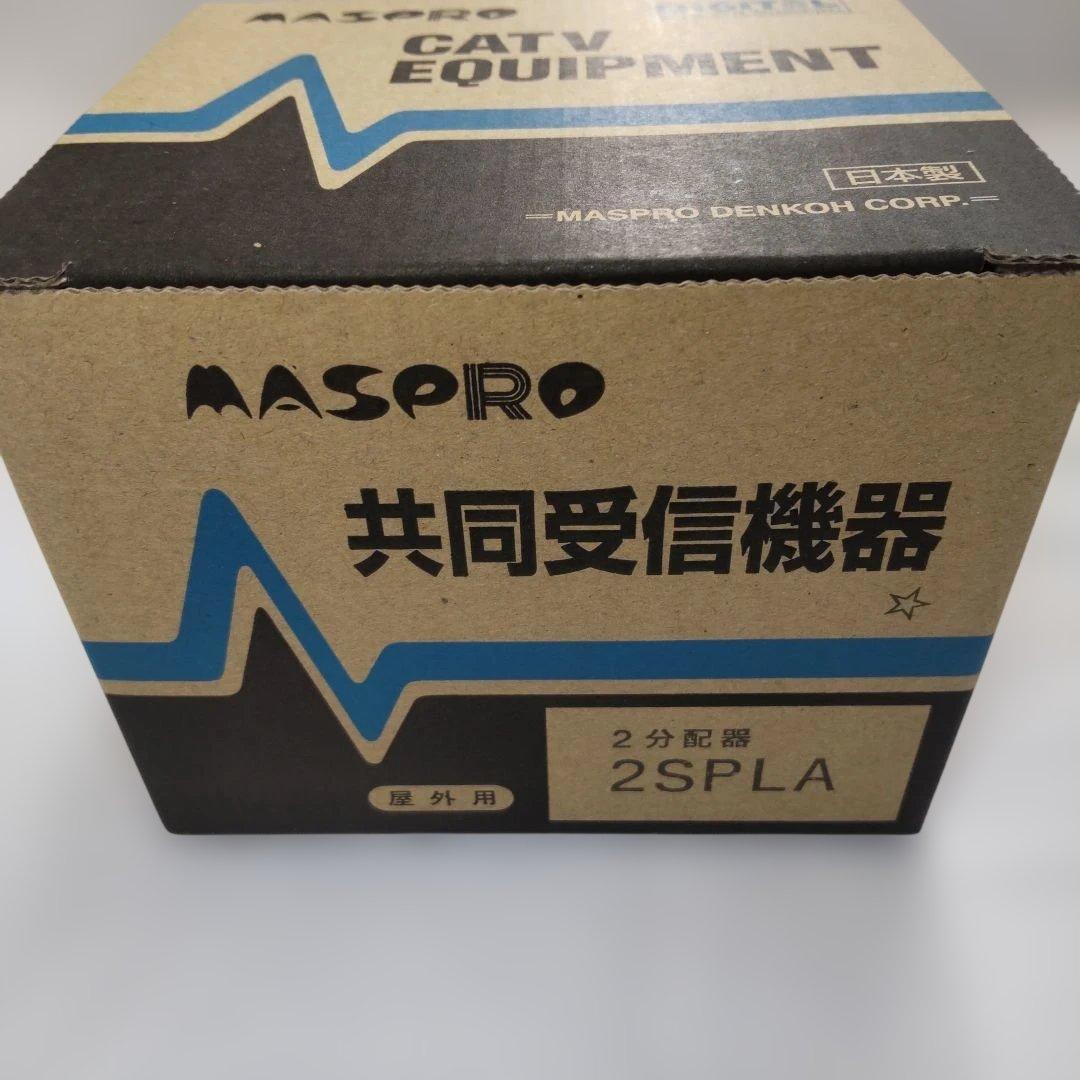 MASPRO
DIGITAL
CATV
EQUIPMENT
日本製
=MASPRO DENKOH CORP.=
MASPRO
共同受信機器
☆
2分配器
2SPLA
屋外用